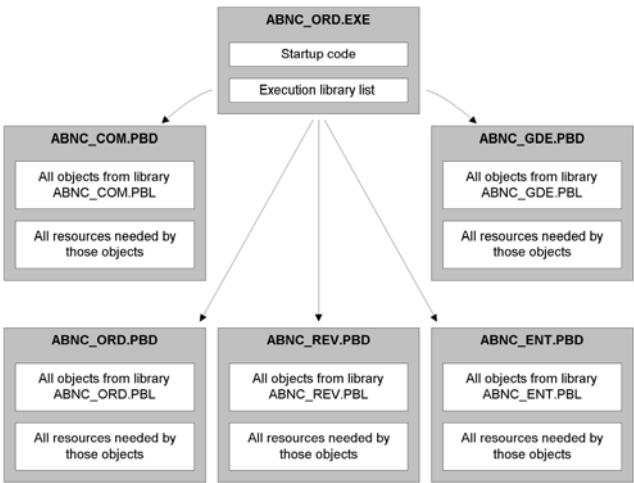 ABNC_ORD.EXE
Startup code
Execution library list
ABNC_COM.PBD
All objects from library
ABNC_COM.PBL
All resources needed by
those objects
ABNC_GDE.PBD
All objects from library
ABNC_GDE.PBL
All resources needed by
those objects
ABNC_ORD.PBD
All objects from library
ABNC_ORD.PBL
All resources needed by
those objects
ABNC_REV.PBD
All objects from library
ABNC_REV.PBL
All resources needed by
those objects
ABNC_ENT.PBD
All objects from library
ABNC_ENT.PBL
All resources needed by
those objects